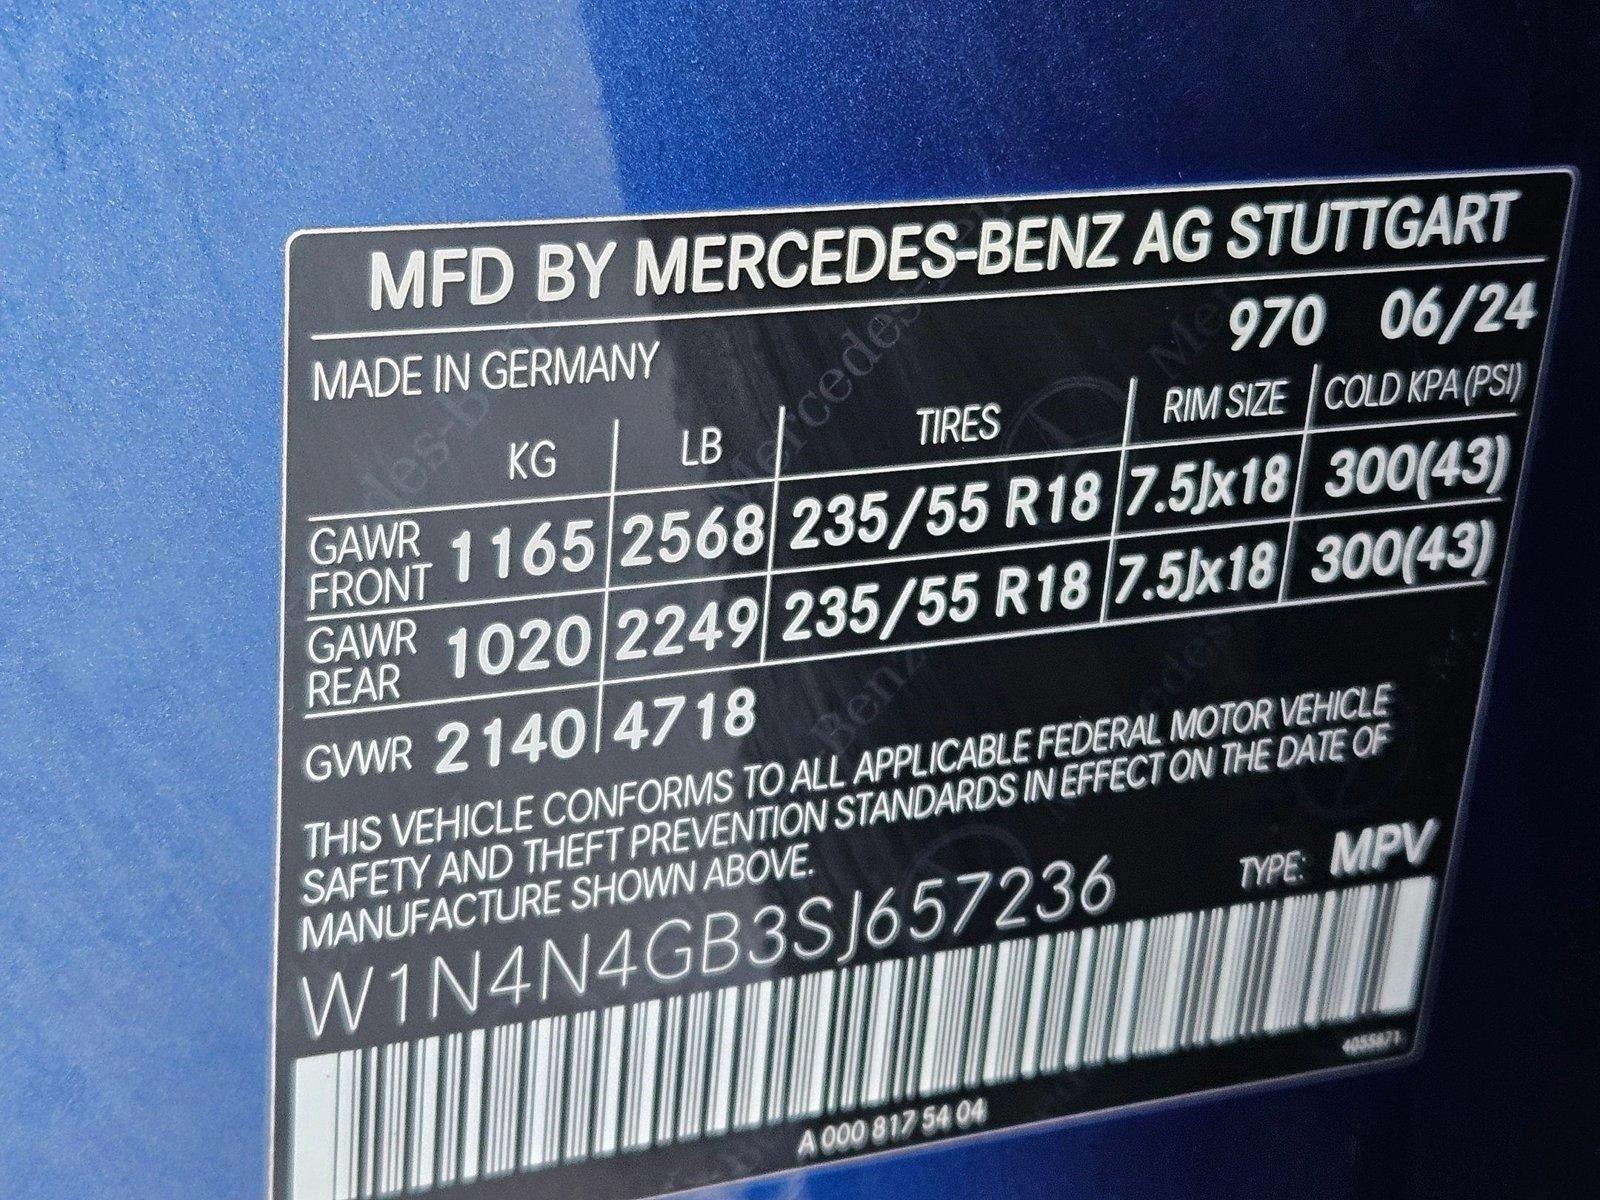 MFD BY MERCEDES-BENZ AG STUTTGART
970 06/24
MADE IN GERMANY
KG LB TIRES RIM SIZE COLD KPA (PSI)
GAWR FRONT 1165 2568 235/55 R18 7.5Jx18 300(43)
GAWR REAR 1020 2249 235/55 R18 7.5Jx18 300(43)
GVWR 2140 4718
THIS VEHICLE CONFORMS TO ALL APPLICABLE FEDERAL MOTOR VEHICLE
SAFETY AND THEFT PREVENTION STANDARDS IN EFFECT ON THE DATE OF
MANUFACTURE SHOWN ABOVE.
TYPE: MPV
W1N4N4GB3SJ657236
4055871
A 000 817 54 04